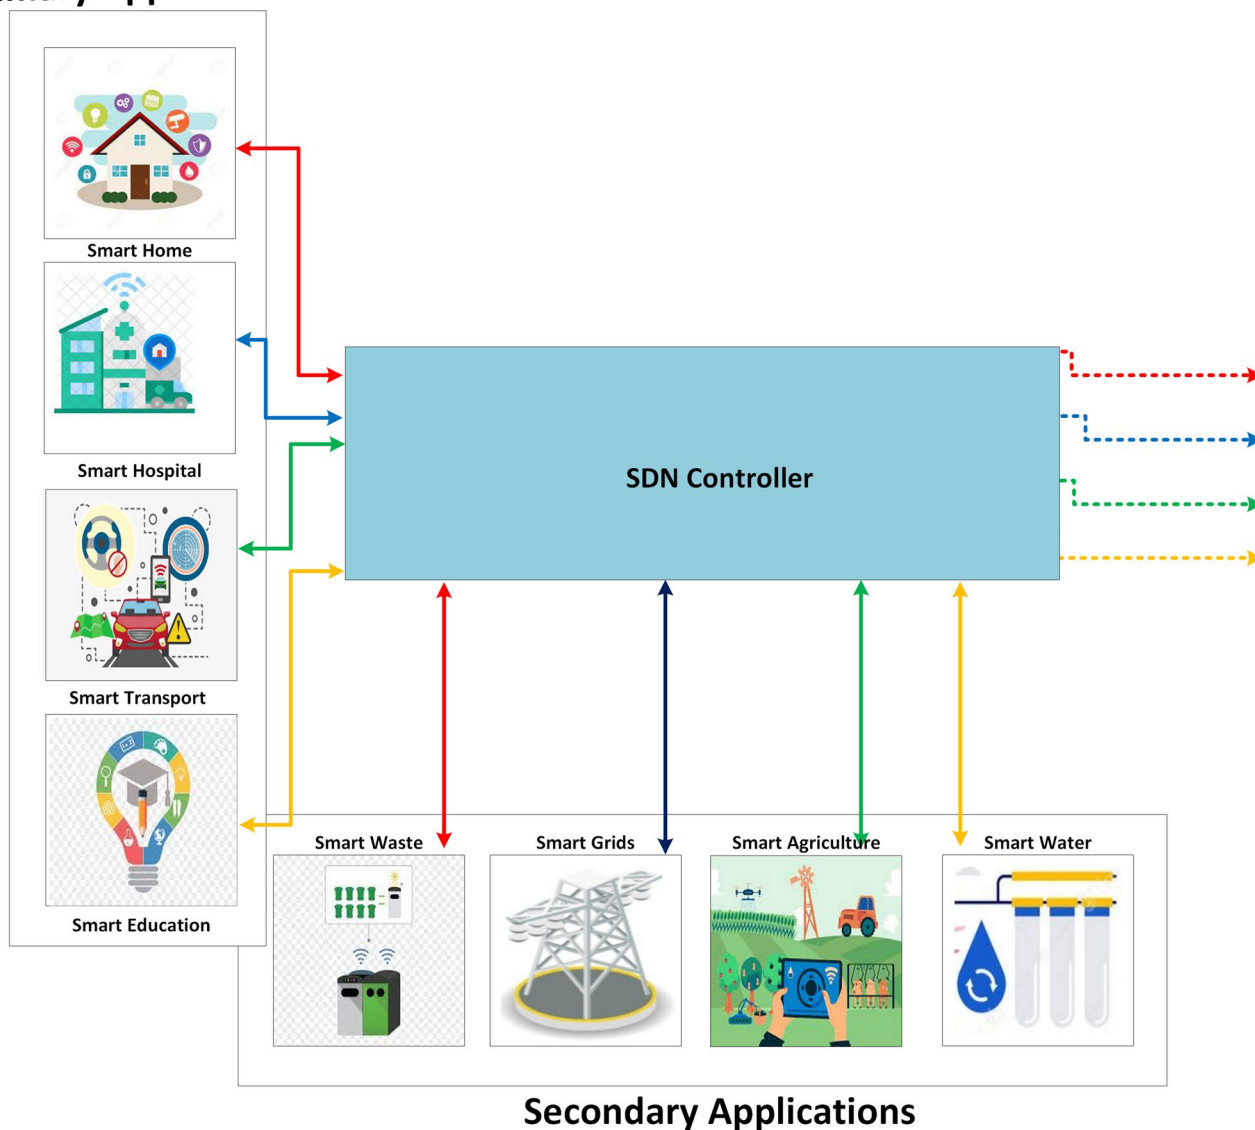 Smart Home
Smart Hospital
SDN Controller
Smart Transport
Smart Education
Smart Waste
Smart Grids
Smart Agriculture
Smart Water
Secondary Applications